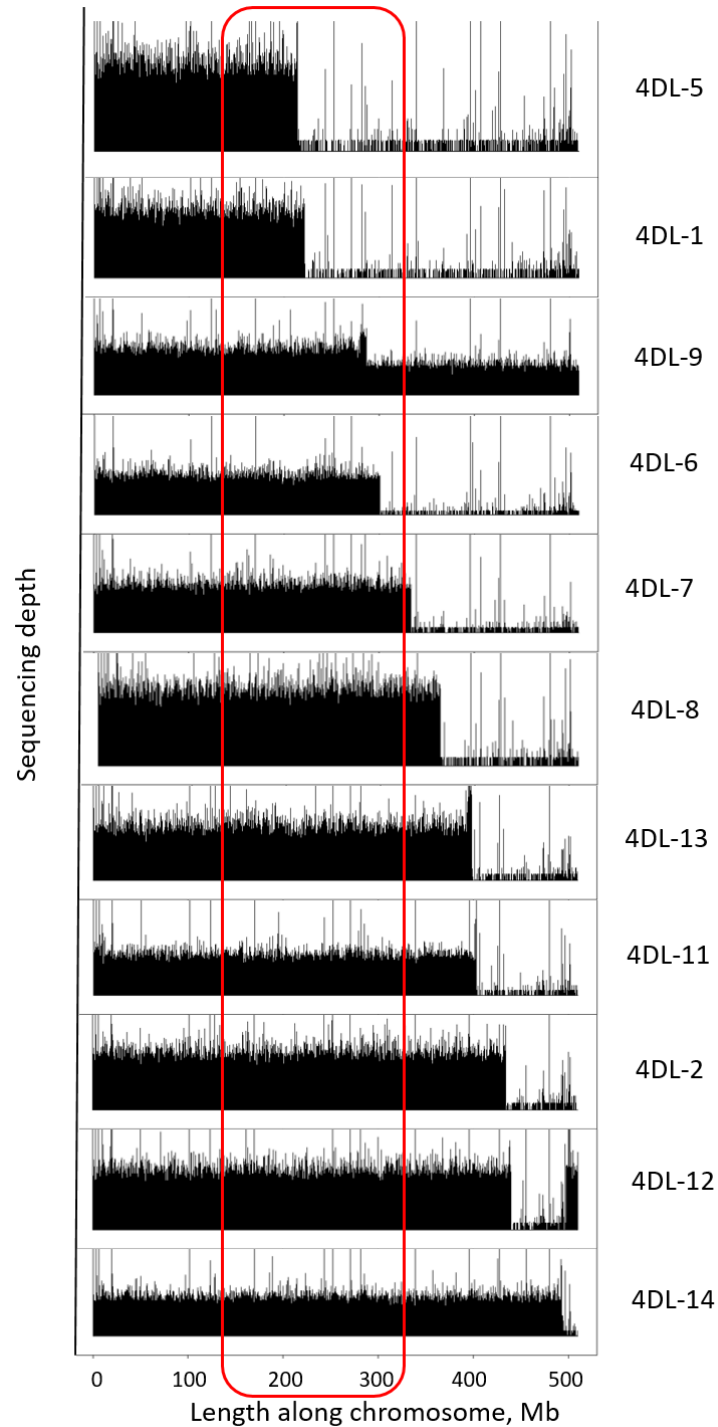 4DL-5
4DL-1
4DL-9
4DL-6
4DL-7
4DL-8
4DL-13
4DL-11
4DL-2
4DL-12
4DL-14
Sequencing depth
0 100 200 300 400 500
Length along chromosome, Mb